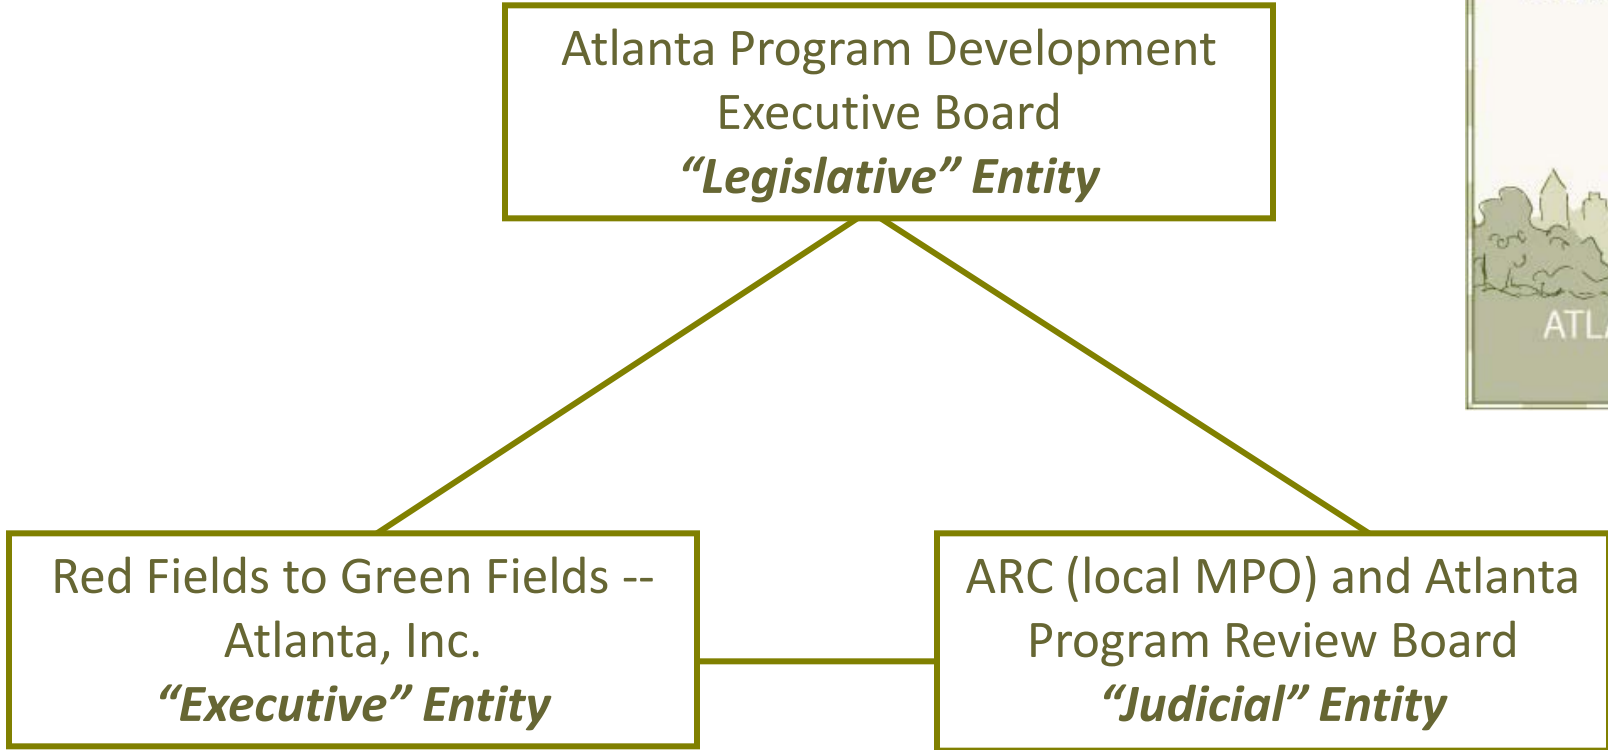 Atlanta Program Development
Executive Board
“Legislative” Entity
ATLA
Red Fields to Green Fields --
Atlanta, Inc.
“Executive” Entity
ARC (local MPO) and Atlanta
Program Review Board
“Judicial” Entity